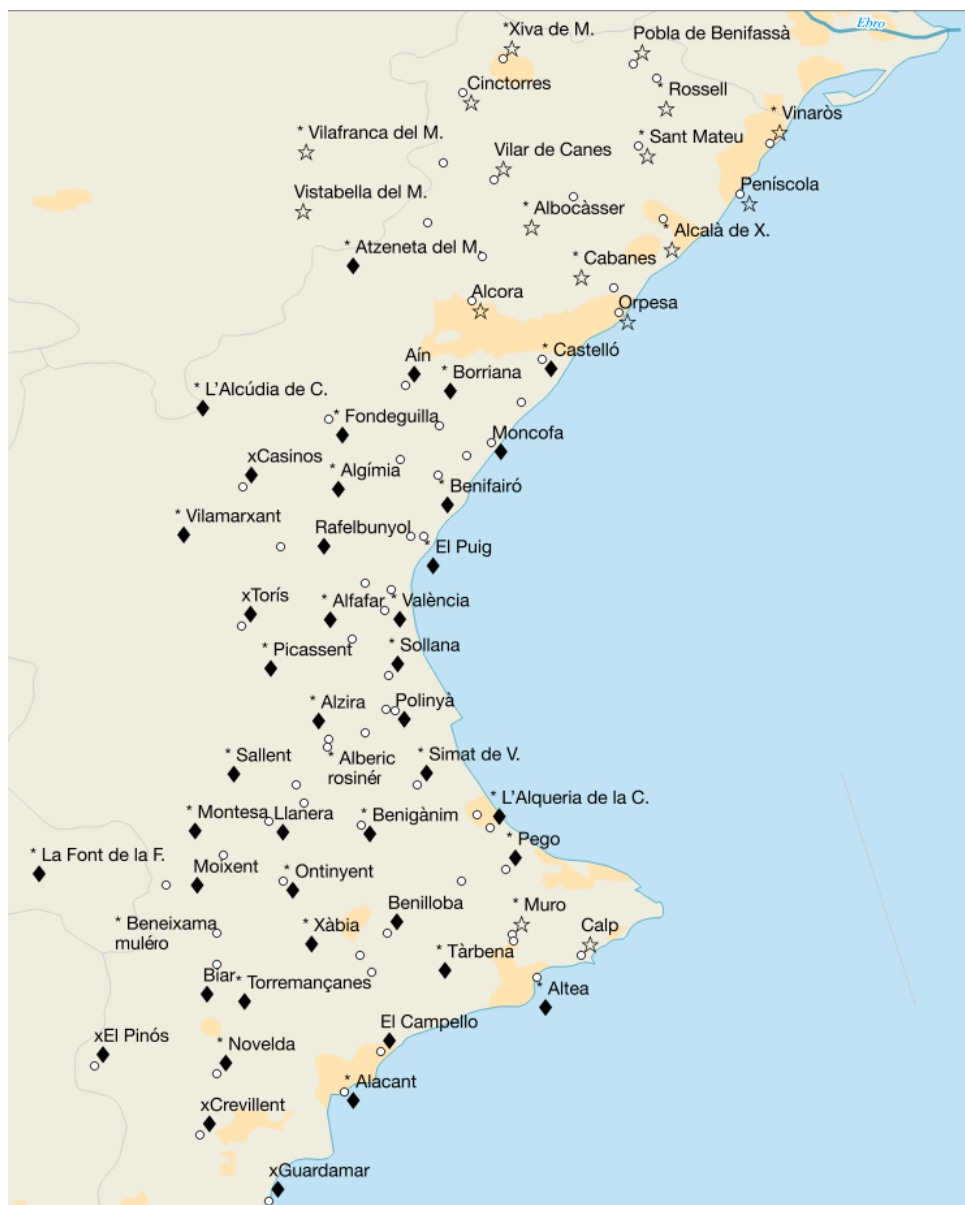 Ebro
*Xiva de M.
Pobla de Benifassà
Cinctorres
* Rossell
* Vinaròs
* Vilafranca del M.
* Sant Mateu
Vilar de Canes
Vistabella del M.
Peníscola
* Albocàsser
* Alcalà de X.
* Atzeneta del M.
* Cabanes
Alcora
Orpesa
Aín
* Castelló
* Borriana
* L'Alcúdia de C.
* Fondeguilla
Moncofa
xCasinos
* Algímia
* Benifairó
* Vilamarxant
Rafelbunyol
* El Puig
xTorís
* Alfafar
* València
* Picassent
* Sollana
* Alzira
Polinyà
* Sallent
* Alberic
rosinér
* Simat de V.
* L'Alqueria de la C.
* Montesa
Llanera
* Benigànim
* Pego
* La Font de la F.
Moixent
* Ontinyent
* Beneixama
muléro
* Xàbia
Benilloba
* Muro
Calp
* Tàrbena
Biar
* Torremançanes
* Altea
El Campello
xEl Pinós
* Novelda
* Alacant
xCrevillent
xGuardamar